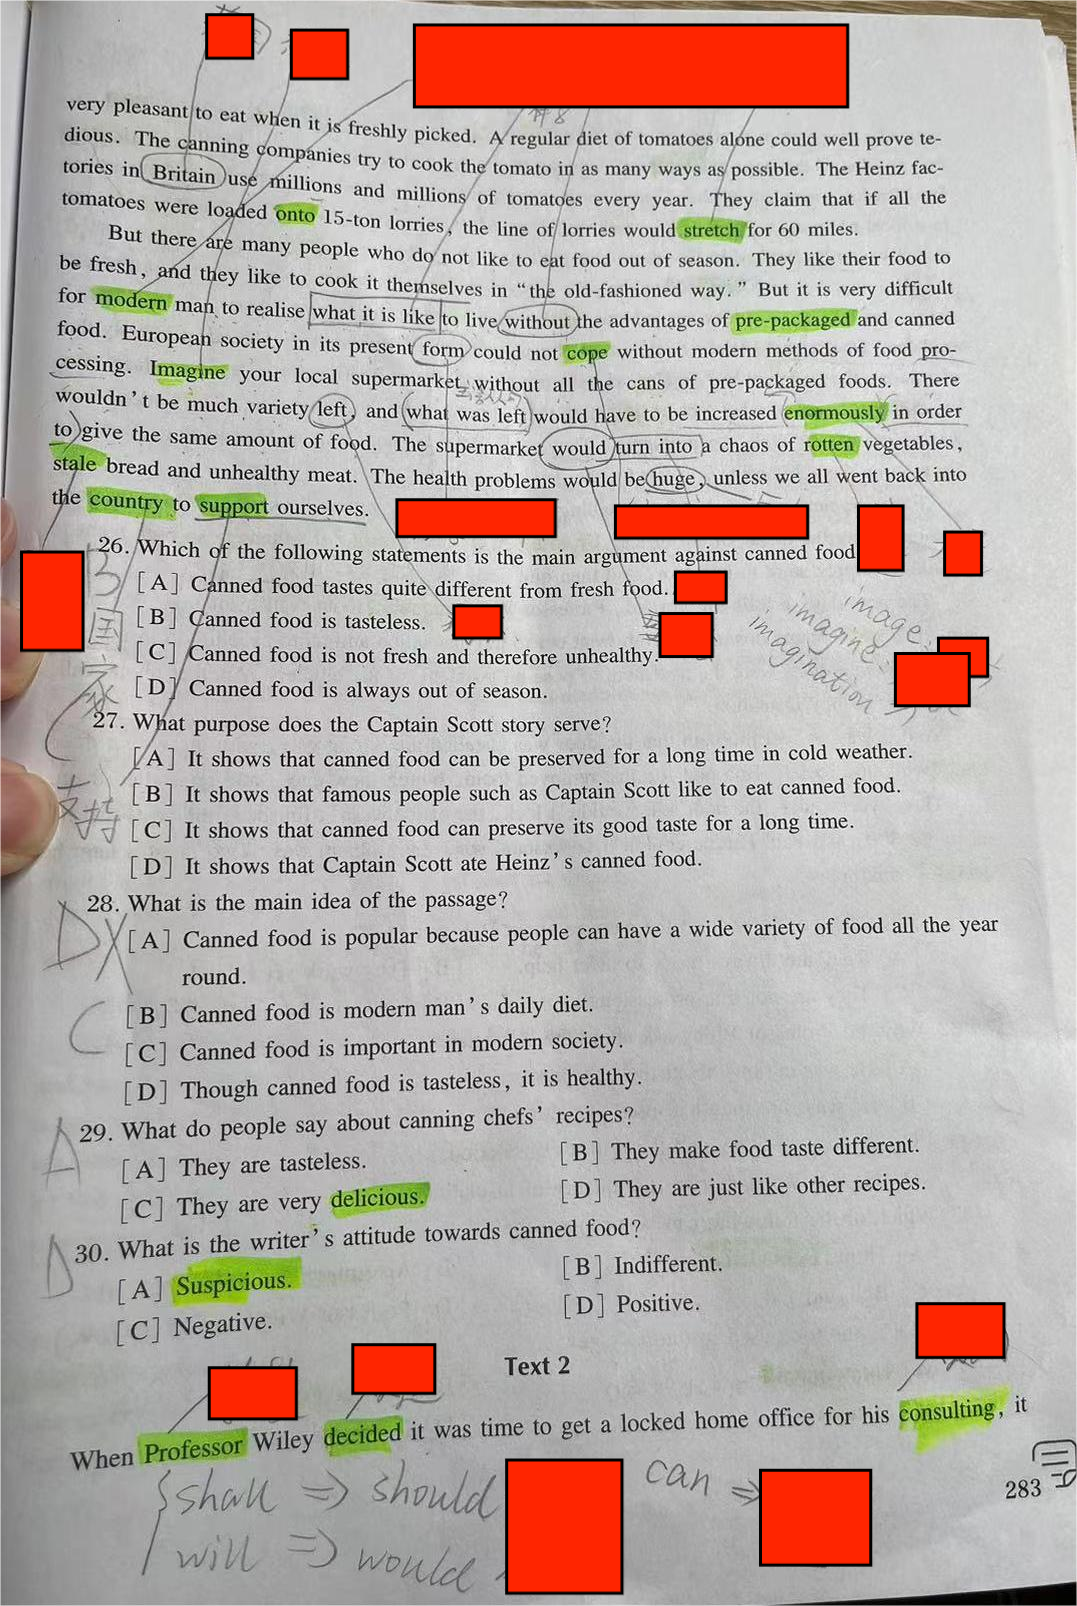 very pleasant to eat when it is freshly picked. A regular diet of tomatoes alone could well prove te-
dious. The canning companies try to cook the tomato in as many ways as possible. The Heinz fac-
tories in Britain use millions and millions of tomatoes every year. They claim that if all the
tomatoes were loaded onto 15-ton lorries, the line of lorries would stretch for 60 miles.
But there are many people who do not like to eat food out of season. They like their food to
be fresh, and they like to cook it themselves in “the old-fashioned way.” But it is very difficult
for modern man to realise what it is like to live without the advantages of pre-packaged and canned
food. European society in its present form could not cope without modern methods of food pro-
cessing. Imagine your local supermarket without all the cans of pre-packaged foods. There
wouldn't be much variety left, and what was left would have to be increased enormously in order
to give the same amount of food. The supermarket would turn into a chaos of rotten vegetables,
stale bread and unhealthy meat. The health problems would be huge, unless we all went back into
the country to support ourselves.
26. Which of the following statements is the main argument against canned food
[A] Canned food tastes quite different from fresh food.
image
[B] Canned food is tasteless.
imagine
国
imagination
[C] Canned food is not fresh and therefore unhealthy.
家
[D] Canned food is always out of season.
27. What purpose does the Captain Scott story serve?
[A] It shows that canned food can be preserved for a long time in cold weather.
支持
[B] It shows that famous people such as Captain Scott like to eat canned food.
[C] It shows that canned food can preserve its good taste for a long time.
[D] It shows that Captain Scott ate Heinz's canned food.
28. What is the main idea of the passage?
D
[A] Canned food is popular because people can have a wide variety of food all the year
round.
C
[B] Canned food is modern man's daily diet.
[C] Canned food is important in modern society.
[D] Though canned food is tasteless, it is healthy.
A
29. What do people say about canning chefs' recipes?
[A] They are tasteless. [B] They make food taste different.
[C] They are very delicious. [D] They are just like other recipes.
D
30. What is the writer's attitude towards canned food?
[A] Suspicious. [B] Indifferent.
[C] Negative. [D] Positive.
Text 2
When Professor Wiley decided it was time to get a locked home office for his consulting, it
shall ⇒ should can ⇒
will ⇒ would
283